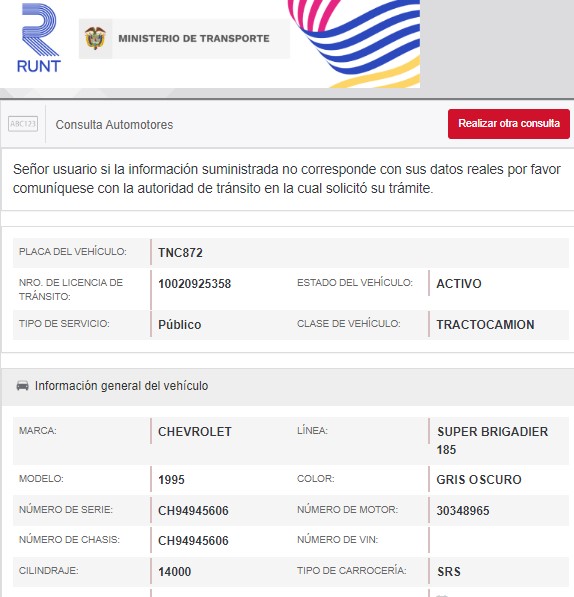 RUNT
MINISTERIO DE TRANSPORTE
ABC123
Consulta Automotores
Realizar otra consulta
Señor usuario si la información suministrada no corresponde con sus datos reales por favor
comuníquese con la autoridad de tránsito en la cual solicitó su trámite.
PLACA DEL VEHÍCULO: TNC872
NRO. DE LICENCIA DE
TRÁNSITO: 10020925358 ESTADO DEL VEHÍCULO: ACTIVO
TIPO DE SERVICIO: Público CLASE DE VEHÍCULO: TRACTOCAMION
Información general del vehículo
MARCA: CHEVROLET LÍNEA: SUPER BRIGADIER
185
MODELO: 1995 COLOR: GRIS OSCURO
NÚMERO DE SERIE: CH94945606 NÚMERO DE MOTOR: 30348965
NÚMERO DE CHASIS: CH94945606 NÚMERO DE VIN:
CILINDRAJE: 14000 TIPO DE CARROCERÍA: SRS